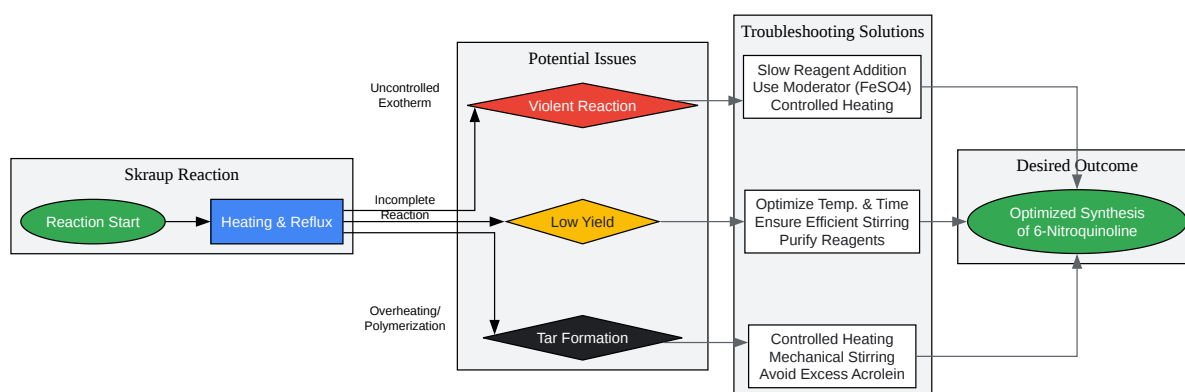 Skraup Reaction
Reaction Start
Heating & Reflux
Uncontrolled
Exotherm
Incomplete
Reaction
Overheating/
Polymerization
Potential Issues
Violent Reaction
Low Yield
Tar Formation
Troubleshooting Solutions
Slow Reagent Addition
Use Moderator (FeSO4)
Controlled Heating
Optimize Temp. & Time
Ensure Efficient Stirring
Purify Reagents
Controlled Heating
Mechanical Stirring
Avoid Excess Acrolein
Desired Outcome
Optimized Synthesis
of 6-Nitroquinoline